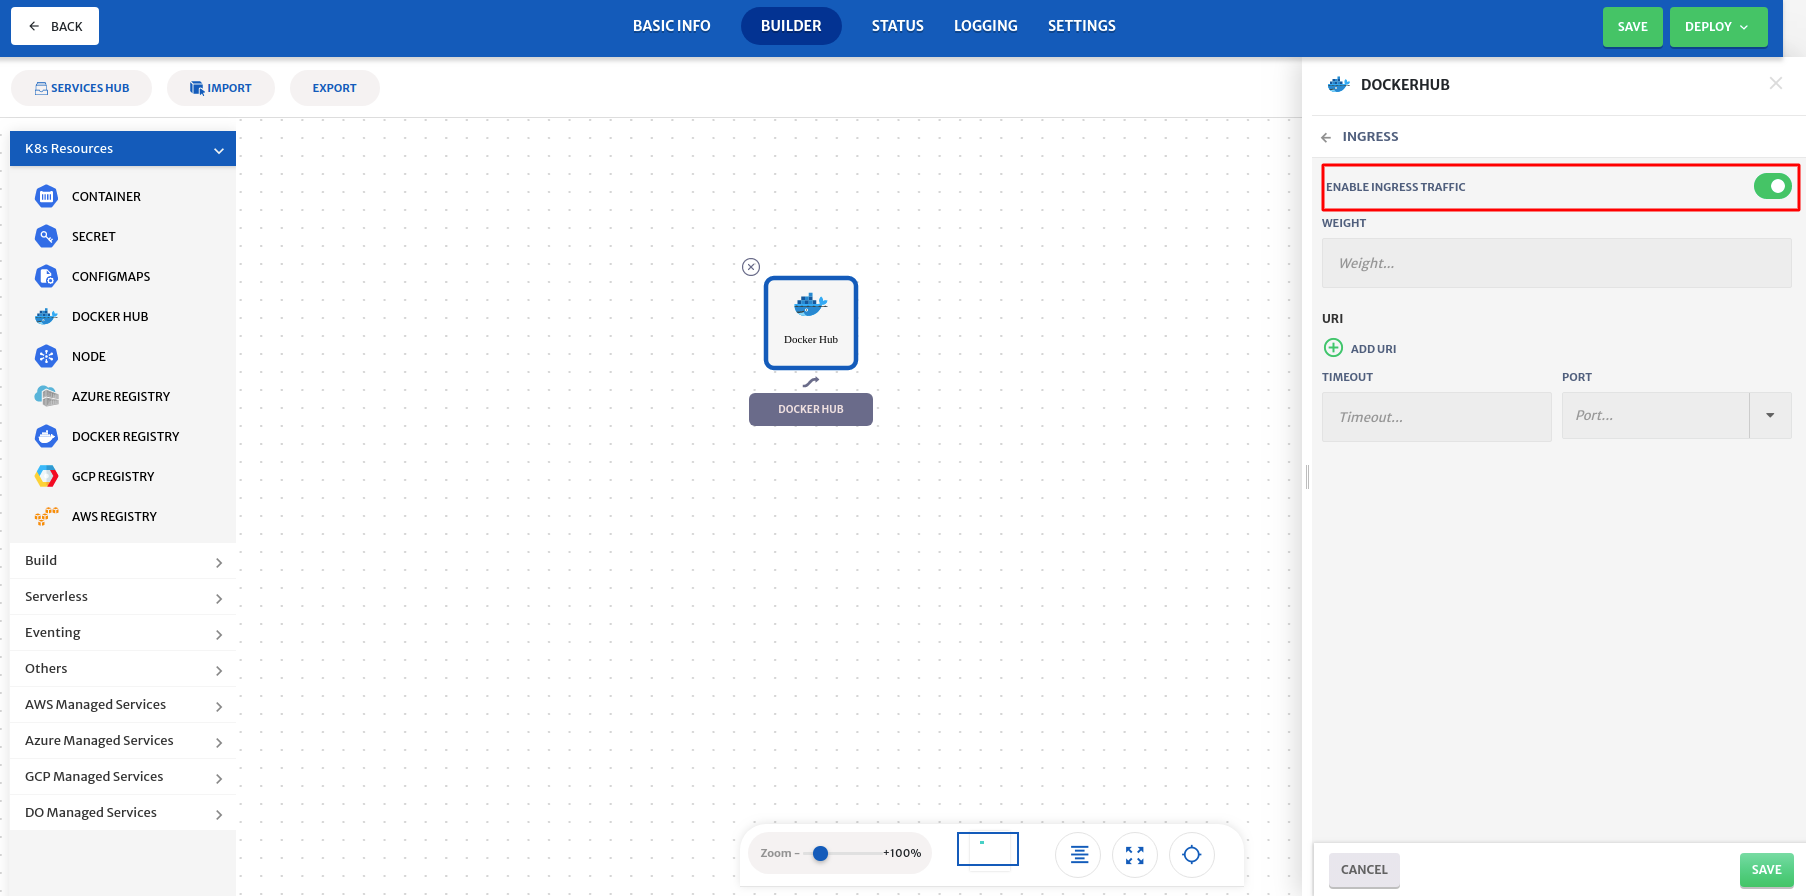 BACK
BASIC INFO
BUILDER
STATUS
LOGGING
SETTINGS
SAVE
DEPLOY
SERVICES HUB
IMPORT
EXPORT
K8s Resources
CONTAINER
SECRET
CONFIGMAPS
DOCKER HUB
NODE
AZURE REGISTRY
DOCKER REGISTRY
GCP REGISTRY
AWS REGISTRY
Build
Serverless
Eventing
Others
AWS Managed Services
Azure Managed Services
GCP Managed Services
DO Managed Services
Docker Hub
DOCKER HUB
Zoom - +100%
DOCKERHUB
INGRESS
ENABLE INGRESS TRAFFIC
WEIGHT
Weight...
URI
ADD URI
TIMEOUT PORT
Timeout... Port...
CANCEL SAVE